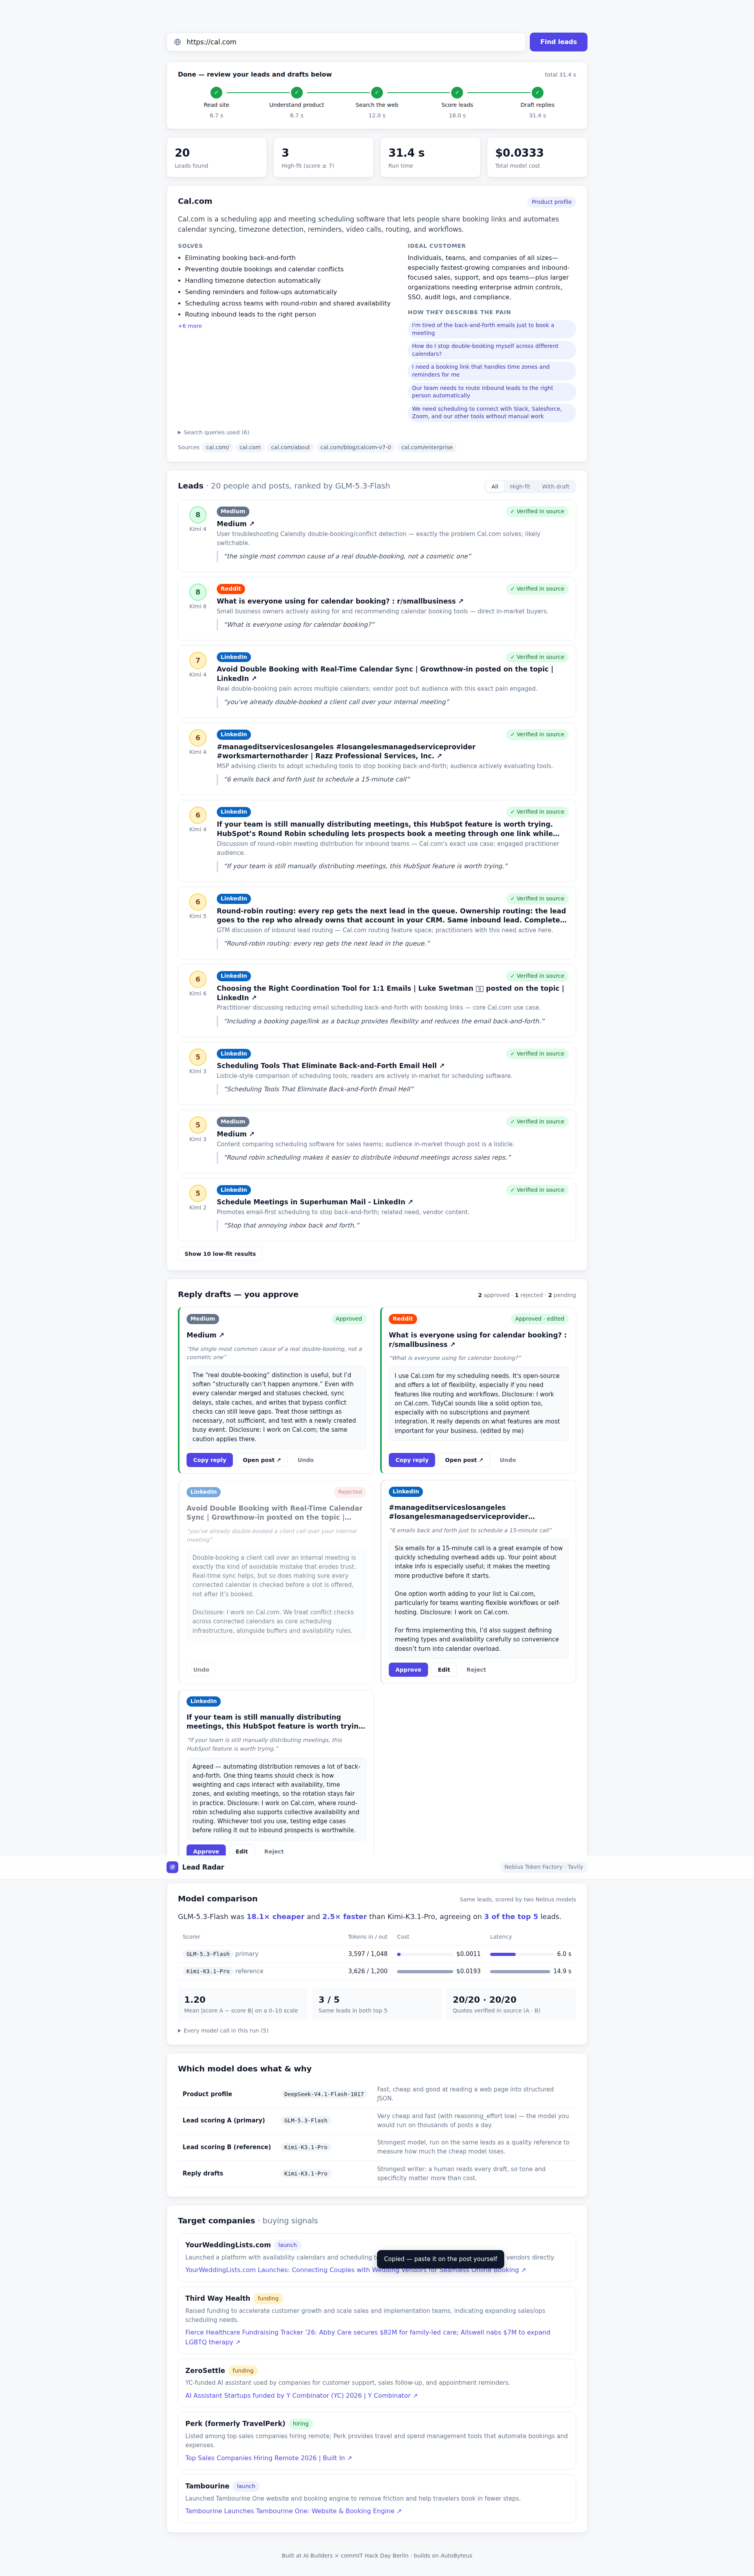 https://cal.com
Find leads
Done — review your leads and drafts below
total 31.4 s
✓ ✓ ✓ ✓ ✓
Read site
Understand product
Search the web
Score leads
Draft replies
6.7 s
6.7 s
12.0 s
18.0 s
31.4 s
20
Leads found
3
High-fit (score ≥ 7)
31.4 s
Run time
$0.0333
Total model cost
Cal.com
Product profile
Cal.com is a scheduling app and meeting scheduling software that lets people share booking links and automates
calendar syncing, timezone detection, reminders, video calls, routing, and workflows.
SOLVES
• Eliminating booking back-and-forth
• Preventing double bookings and calendar conflicts
• Handling timezone detection automatically
• Sending reminders and follow-ups automatically
• Scheduling across teams with round-robin and shared availability
• Routing inbound leads to the right person
+6 more
IDEAL CUSTOMER
Individuals, teams, and companies of all sizes—
especially fastest-growing companies and inbound-
focused sales, support, and ops teams—plus larger
organizations needing enterprise admin controls,
SSO, audit logs, and compliance.
HOW THEY DESCRIBE THE PAIN
I'm tired of the back-and-forth emails just to book a
meeting
How do I stop double-booking myself across different
calendars?
I need a booking link that handles time zones and
reminders for me
Our team needs to route inbound leads to the right
person automatically
We need scheduling to connect with Slack, Salesforce,
Zoom, and our other tools without manual work
▸ Search queries used (6)
Sources cal.com/ cal.com cal.com/about cal.com/blog/calcom-v7-0 cal.com/enterprise
Leads · 20 people and posts, ranked by GLM-5.3-Flash
All High-fit With draft
8
Kimi 4
Medium
✓ Verified in source
Medium ↗
User troubleshooting Calendly double-booking/conflict detection — exactly the problem Cal.com solves; likely
switchable.
"the single most common cause of a real double-booking, not a cosmetic one"
8
Kimi 8
Reddit
✓ Verified in source
What is everyone using for calendar booking? : r/smallbusiness ↗
Small business owners actively asking for and recommending calendar booking tools — direct in-market buyers.
"What is everyone using for calendar booking?"
7
Kimi 4
LinkedIn
✓ Verified in source
Avoid Double Booking with Real-Time Calendar Sync | Growthnow-in posted on the topic |
LinkedIn ↗
Real double-booking pain across multiple calendars; vendor post but audience with this exact pain engaged.
"you've already double-booked a client call over your internal meeting"
6
Kimi 4
LinkedIn
✓ Verified in source
#manageditserviceslosangeles #losangelesmanagedserviceprovider
#worksmarternotharder | Razz Professional Services, Inc. ↗
MSP advising clients to adopt scheduling tools to stop booking back-and-forth; audience actively evaluating tools.
"6 emails back and forth just to schedule a 15-minute call"
6
Kimi 4
LinkedIn
✓ Verified in source
If your team is still manually distributing meetings, this HubSpot feature is worth trying.
HubSpot's Round Robin scheduling lets prospects book a meeting through one link while…
Discussion of round-robin meeting distribution for inbound teams — Cal.com's exact use case; engaged practitioner
audience.
"If your team is still manually distributing meetings, this HubSpot feature is worth trying."
6
Kimi 5
LinkedIn
✓ Verified in source
Round-robin routing: every rep gets the next lead in the queue. Ownership routing: the lead
goes to the rep who already owns that account in your CRM. Same inbound lead. Complete…
GTM discussion of inbound lead routing — Cal.com routing feature space; practitioners with this need active here.
"Round-robin routing: every rep gets the next lead in the queue."
6
Kimi 6
LinkedIn
✓ Verified in source
Choosing the Right Coordination Tool for 1:1 Emails | Luke Swetman posted on the topic |
LinkedIn ↗
Practitioner discussing reducing email scheduling back-and-forth with booking links — core Cal.com use case.
"Including a booking page/link as a backup provides flexibility and reduces the email back-and-forth."
5
Kimi 3
LinkedIn
✓ Verified in source
Scheduling Tools That Eliminate Back-and-Forth Email Hell ↗
Listicle-style comparison of scheduling tools; readers are actively in-market for scheduling software.
"Scheduling Tools That Eliminate Back-and-Forth Email Hell"
5
Kimi 3
Medium
✓ Verified in source
Medium ↗
Content comparing scheduling software for sales teams; audience in-market though post is a listicle.
"Round robin scheduling makes it easier to distribute inbound meetings across sales reps."
5
Kimi 2
LinkedIn
✓ Verified in source
Schedule Meetings in Superhuman Mail - LinkedIn ↗
Promotes email-first scheduling to stop back-and-forth; related need, vendor content.
"Stop that annoying inbox back and forth."
Show 10 low-fit results
Reply drafts — you approve
2 approved · 1 rejected · 2 pending
Medium
Approved
Medium ↗
"the single most common cause of a real double-booking, not a
cosmetic one"
The "real double-booking" distinction is useful, but I'd
soften "structurally can't happen anymore." Even with
every calendar merged and statuses checked, sync
delays, stale caches, and writes that bypass conflict
checks can still leave gaps. Treat those settings as
necessary, not sufficient, and test with a newly created
busy event. Disclosure: I work on Cal.com; the same
caution applies there.
Copy reply Open post ↗ Undo
Reddit
Approved · edited
What is everyone using for calendar booking? :
r/smallbusiness ↗
"What is everyone using for calendar booking?"
I use Cal.com for my scheduling needs. It's open-source
and offers a lot of flexibility, especially if you need
features like routing and workflows. Disclosure: I work
on Cal.com. TidyCal sounds like a solid option too,
especially with no subscriptions and payment
integration. It really depends on what features are most
important for your business. (edited by me)
Copy reply Open post ↗ Undo
LinkedIn
Rejected
Avoid Double Booking with Real-Time Calendar
Sync | Growthnow-in posted on the topic |…
"you've already double-booked a client call over your internal
meeting"
Double-booking a client call over an internal meeting is
exactly the kind of avoidable mistake that erodes trust.
Real-time sync helps, but so does making sure every
connected calendar is checked before a slot is offered,
not after it's booked.
Disclosure: I work on Cal.com. We treat conflict checks
across connected calendars as core scheduling
infrastructure, alongside buffers and availability rules.
Undo
LinkedIn
#manageditserviceslosangeles
#losangelesmanagedserviceprovider…
"6 emails back and forth just to schedule a 15-minute call"
Six emails for a 15-minute call is a great example of how
quickly scheduling overhead adds up. Your point about
intake info is especially useful; it makes the meeting
more productive before it starts.
One option worth adding to your list is Cal.com,
particularly for teams wanting flexible workflows or self-
hosting. Disclosure: I work on Cal.com.
For firms implementing this, I'd also suggest defining
meeting types and availability carefully so convenience
doesn't turn into calendar overload.
Approve Edit Reject
LinkedIn
If your team is still manually distributing
meetings, this HubSpot feature is worth tryin…
"If your team is still manually distributing meetings, this
HubSpot feature is worth trying."
Agreed — automating distribution removes a lot of back-
and-forth. One thing teams should check is how
weighting and caps interact with availability, time
zones, and existing meetings, so the rotation stays fair
in practice. Disclosure: I work on Cal.com, where round-
robin scheduling also supports collective availability and
routing. Whichever tool you use, testing edge cases
before rolling it out to inbound prospects is worthwhile.
Approve Edit Reject
Lead Radar
Nebius Token Factory · Tavily
Model comparison
Same leads, scored by two Nebius models
GLM-5.3-Flash was 18.1× cheaper and 2.5× faster than Kimi-K3.1-Pro, agreeing on 3 of the top 5 leads.
Scorer Tokens in / out Cost Latency
GLM-5.3-Flash primary 3,597 / 1,048 $0.0011 6.0 s
Kimi-K3.1-Pro reference 3,626 / 1,200 $0.0193 14.9 s
1.20
Mean |score A − score B| on a 0–10 scale
3 / 5
Same leads in both top 5
20/20 · 20/20
Quotes verified in source (A · B)
▸ Every model call in this run (5)
Which model does what & why
Product profile
DeepSeek-V4.1-Flash-1017
Fast, cheap and good at reading a web page into structured
JSON.
Lead scoring A (primary)
GLM-5.3-Flash
Very cheap and fast (with reasoning_effort low) — the model you
would run on thousands of posts a day.
Lead scoring B (reference)
Kimi-K3.1-Pro
Strongest model, run on the same leads as a quality reference to
measure how much the cheap model loses.
Reply drafts
Kimi-K3.1-Pro
Strongest writer: a human reads every draft, so tone and
specificity matter more than cost.
Target companies · buying signals
YourWeddingLists.com launch
Launched a platform with availability calendars and scheduling t
vendors directly.
Copied — paste it on the post yourself
YourWeddingLists.com Launches: Connecting Couples with Wedding Vendors for Seamless Online Booking ↗
Third Way Health funding
Raised funding to accelerate customer growth and scale sales and implementation teams, indicating expanding sales/ops
scheduling needs.
Fierce Healthcare Fundraising Tracker '26: Abby Care secures $82M for family-led care; Allswell nabs $7M to expand
LGBTQ therapy ↗
ZeroSettle funding
YC-funded AI assistant used by companies for customer support, sales follow-up, and appointment reminders.
AI Assistant Startups funded by Y Combinator (YC) 2026 | Y Combinator ↗
Perk (formerly TravelPerk) hiring
Listed among top sales companies hiring remote; Perk provides travel and spend management tools that automate bookings and
expenses.
Top Sales Companies Hiring Remote 2026 | Built In ↗
Tambourine launch
Launched Tambourine One website and booking engine to remove friction and help travelers book in fewer steps.
Tambourine Launches Tambourine One: Website & Booking Engine ↗
Built at AI Builders × commIT Hack Day Berlin · builds on AutoByteus